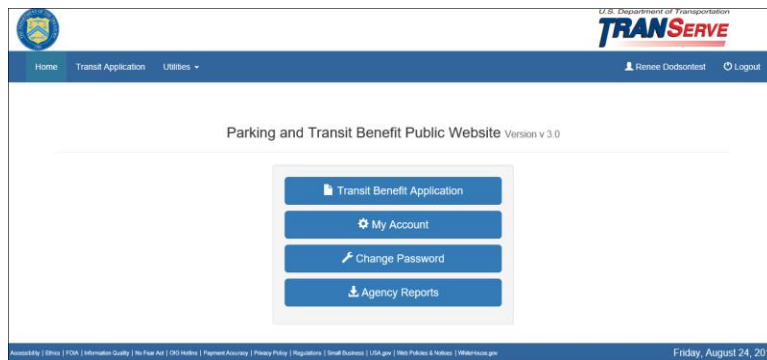 U.S. Department of Transportation
TRANSERVE
Home Transit Application Utilities
Renee Dodsontest Logout
Parking and Transit Benefit Public Website Version v 3.0
Transit Benefit Application
My Account
Change Password
Agency Reports
Accessibility | Ethics | FOIA | Information Quality | No Fear Act | OIG Hotline | Payment Accuracy | Privacy Policy | Regulations | Small Business | USA.gov | Web Policies & Notices | WhiteHouse.gov
Friday, August 24, 20